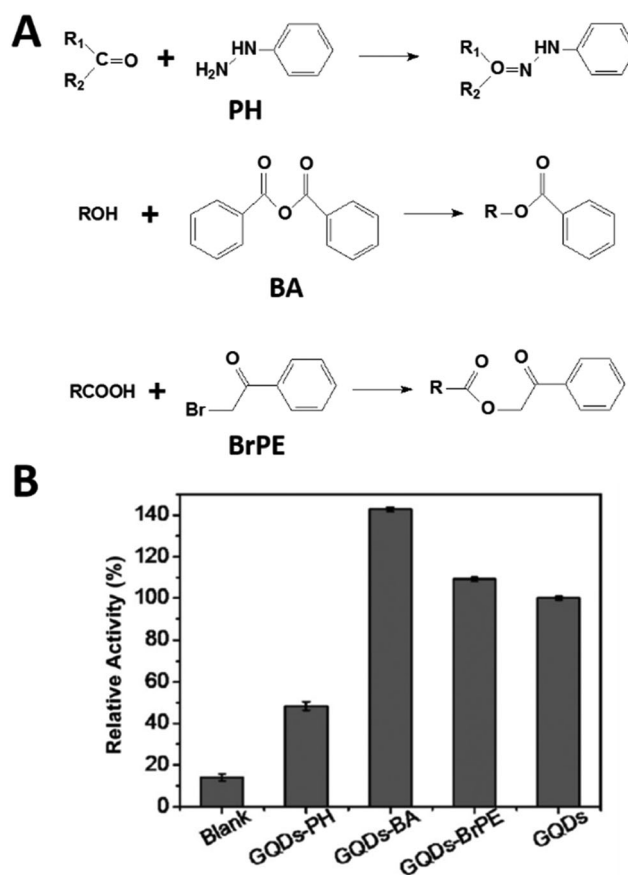 A
R1
C=O
R2
+
H2N
HN
PH
R1
O=N
HN
R2
ROH + O O
O
BA
R-O
O
RCOOH + O
Br
BrPE
R
O
O
O
B
Relative Activity (%)
140
120
100
80
60
40
20
0
Blank
GQDs-PH
GQDs-BA
GQDs-BrPE
GQDs